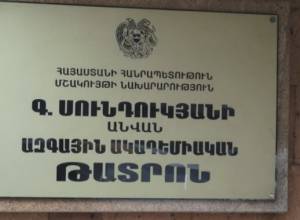 ՀԱՅԱՍՏԱՆԻ ՀԱՆՐԱՊԵՏՈՒԹՅՈՒՆ
ՄՇԱԿՈՒՅԹԻ ՆԱԽԱՐԱՐՈՒԹՅՈՒՆ
Գ. ՍՈՒՆԴՈՒԿՅԱՆԻ
ԱՆՎԱՆ
ԱԶԳԱՅԻՆ ԱԿԱԴԵՄԻԱԿԱՆ
ԹԱՏՐՈՆ